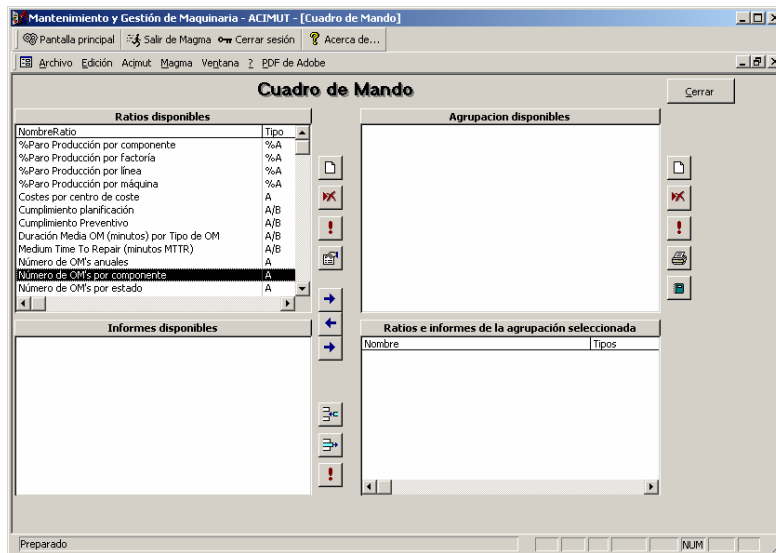 Mantenimiento y Gestión de Maquinaria - ACIMUT - [Cuadro de Mando]
Pantalla principal Salir de Magma Cerrar sesión Acerca de...
Archivo Edición Acimut Magma Ventana ? PDF de Adobe
Cuadro de Mando
Cerrar
Ratios disponibles
NombreRatio Tipo
%Paro Producción por componente %A
%Paro Producción por factoría %A
%Paro Producción por línea %A
%Paro Producción por máquina %A
Costes por centro de coste A
Cumplimiento planificación A/B
Cumplimiento Preventivo A/B
Duración Media OM (minutos) por Tipo de OM A/B
Medium Time To Repair (minutos MTTR) A/B
Número de OM's anuales A
Número de OM's por componente A
Número de OM's por estado A
Agrupacion disponibles
Informes disponibles
Ratios e informes de la agrupación seleccionada
Nombre Tipos
Preparado NUM